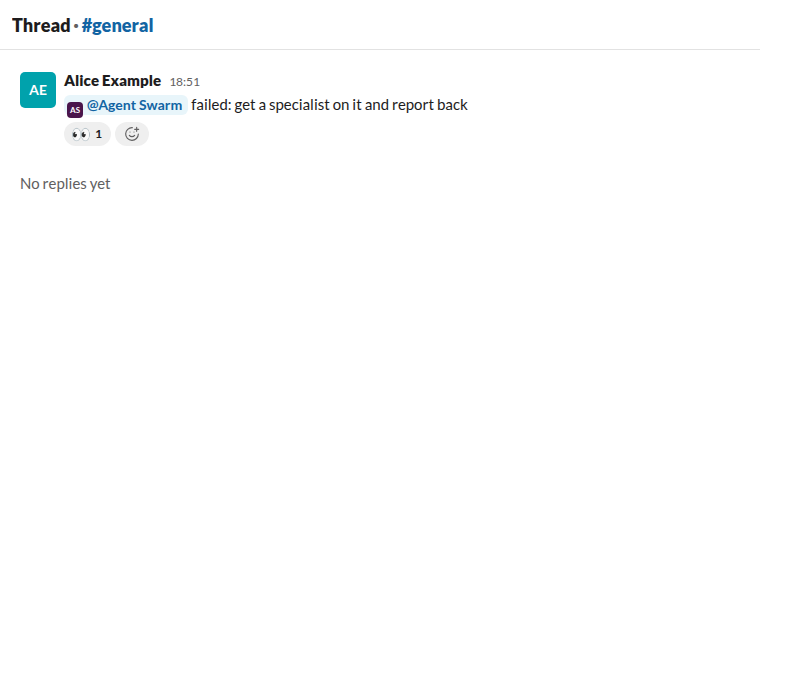 Thread • #general
AE
Alice Example 18:51
AS @Agent Swarm failed: get a specialist on it and report back
👀 1
No replies yet